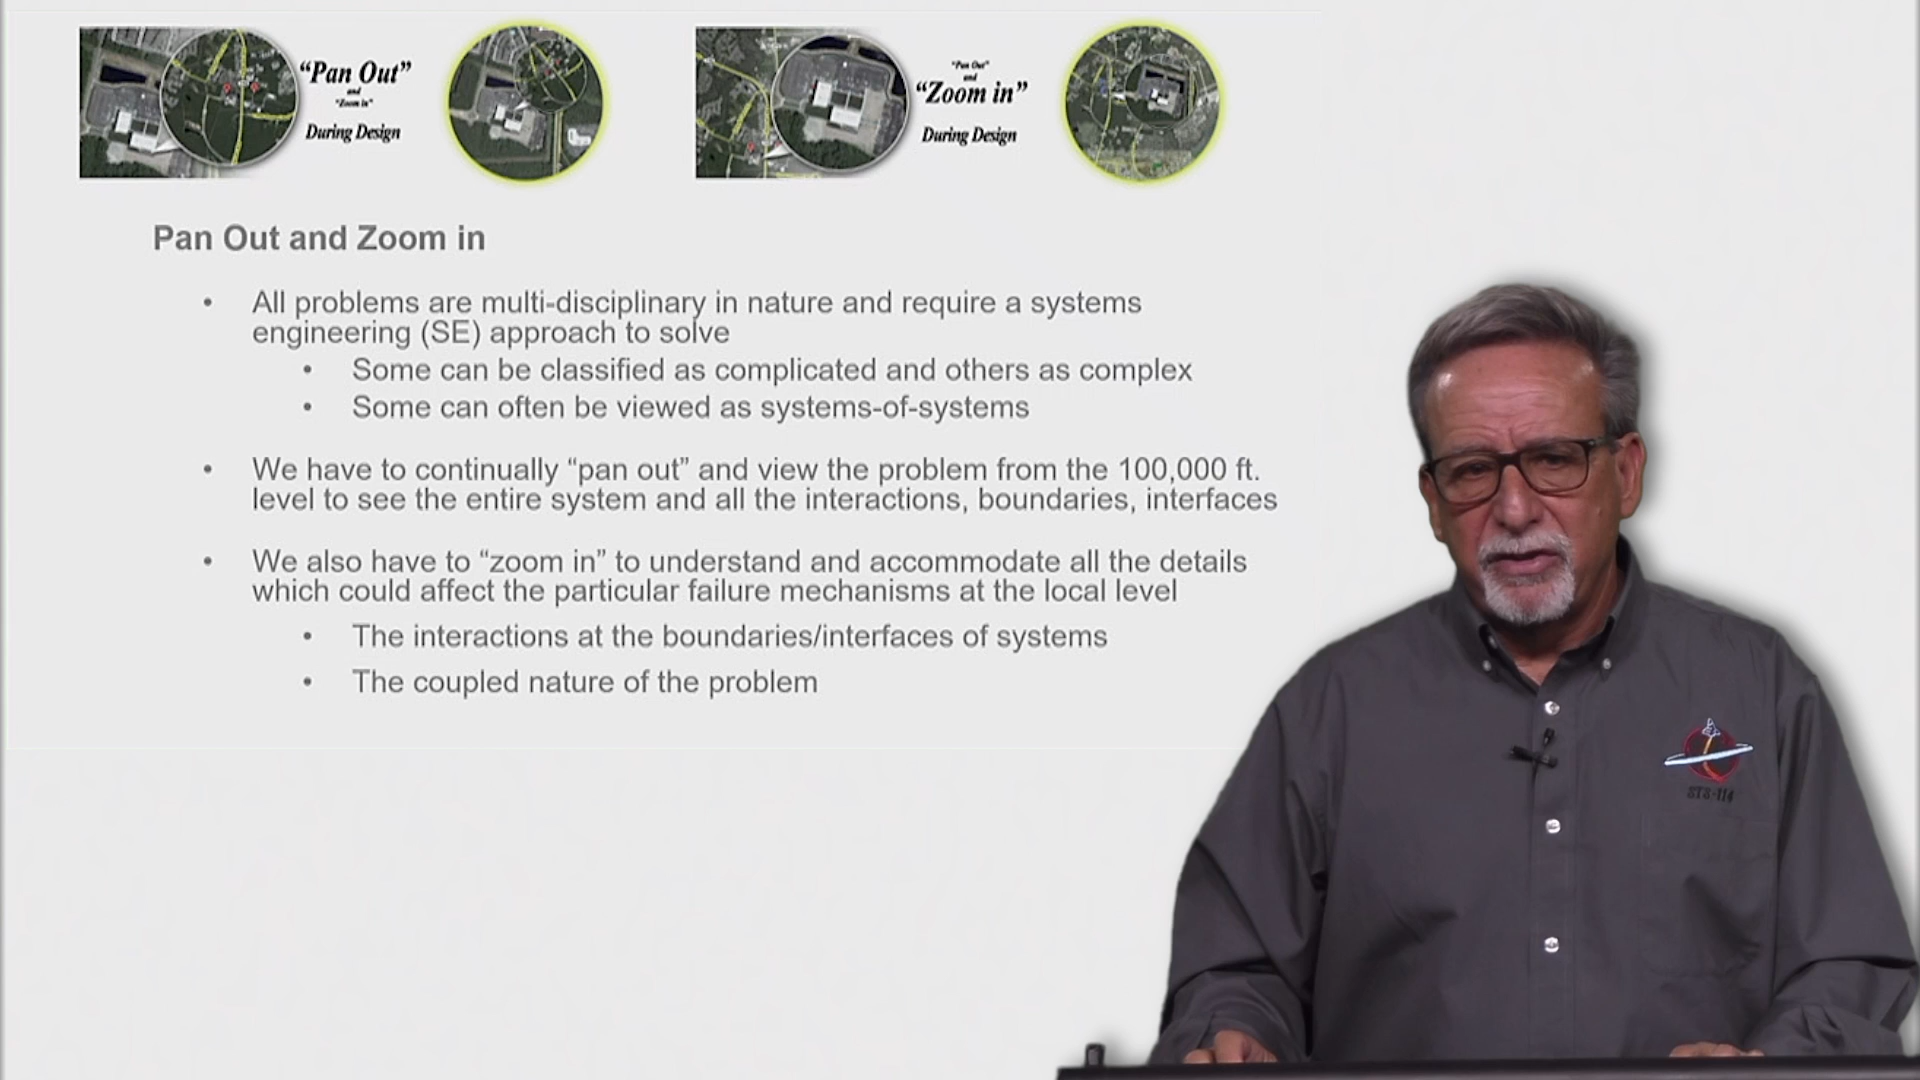 “Pan Out”
and
“Zoom in”
During Design
“Pan Out”
and
“Zoom in”
During Design
Pan Out and Zoom in
• All problems are multi-disciplinary in nature and require a systems
engineering (SE) approach to solve
• Some can be classified as complicated and others as complex
• Some can often be viewed as systems-of-systems
• We have to continually “pan out” and view the problem from the 100,000 ft.
level to see the entire system and all the interactions, boundaries, interfaces
• We also have to “zoom in” to understand and accommodate all the details
which could affect the particular failure mechanisms at the local level
• The interactions at the boundaries/interfaces of systems
• The coupled nature of the problem
STS-114